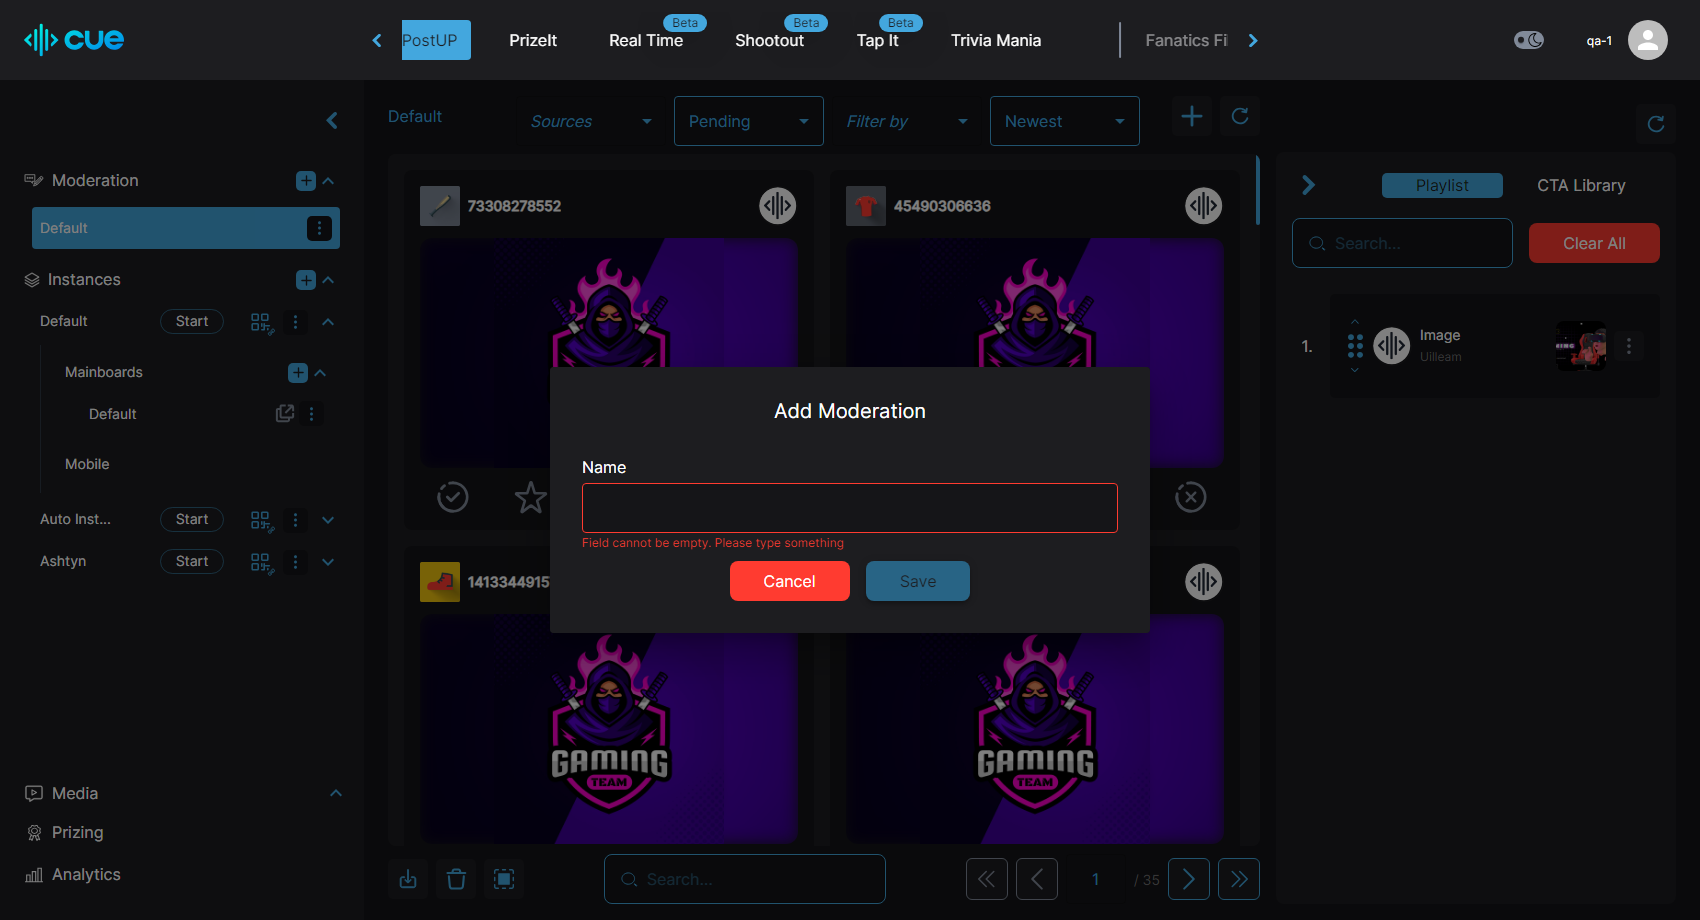 cue
PostUP
PrizeIt
Real Time
Beta
Shootout
Beta
Tap It
Beta
Trivia Mania
Fanatics Fi
qa-1
Moderation
Default
Instances
Default
Start
Mainboards
Default
Mobile
Auto Inst...
Start
Ashtyn
Start
Media
Prizing
Analytics
Default
Sources
Pending
Filter by
Newest
73308278552
45490306636
1413344915
GAMING
TEAM
GAMING
TEAM
Search...
1
/ 35
Add Moderation
Name
Field cannot be empty. Please type something
Cancel
Save
Playlist
CTA Library
Search...
Clear All
1.
Image
Uilleam